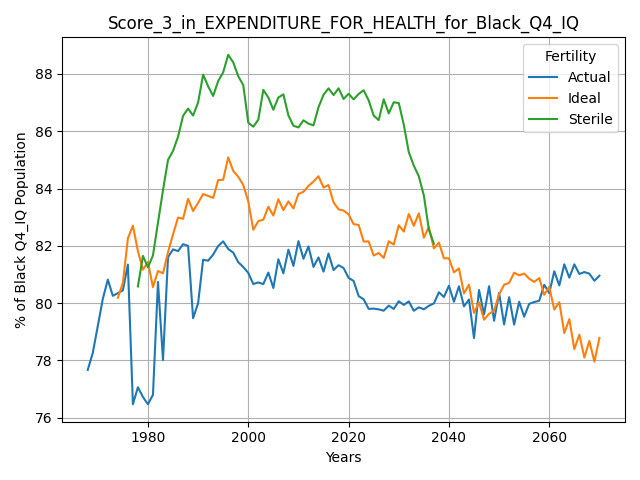 Score_3_in_EXPENDITURE_FOR_HEALTH_for_Black_Q4_IQ
Fertility
Actual
Ideal
Sterile
% of Black Q4_IQ Population
88
86
84
82
80
78
76
1980
2000
2020
2040
2060
Years